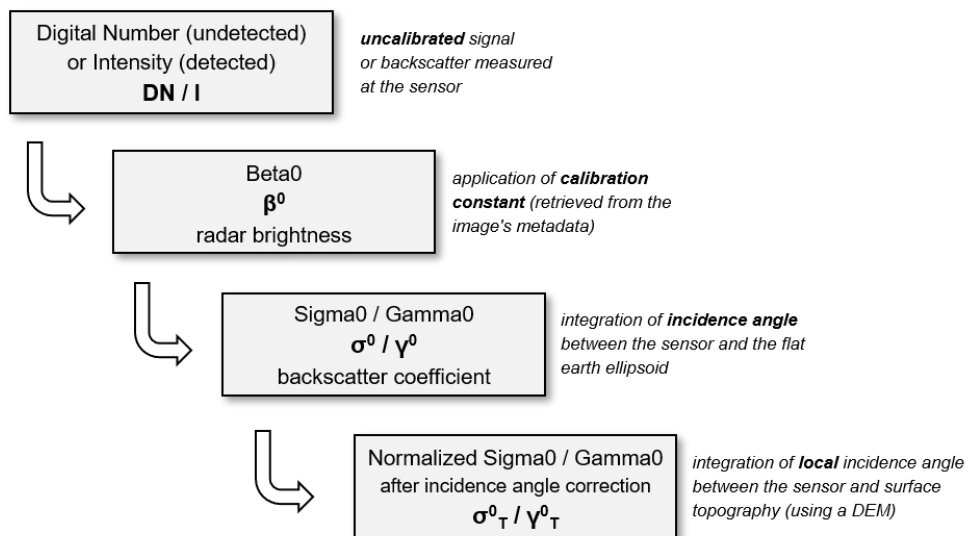 Digital Number (undetected)
or Intensity (detected)
DN / I
uncalibrated signal
or backscatter measured
at the sensor
Beta0
β⁰
radar brightness
application of calibration
constant (retrieved from the
image's metadata)
Sigma0 / Gamma0
σ⁰ / γ⁰
backscatter coefficient
integration of incidence angle
between the sensor and the flat
earth ellipsoid
Normalized Sigma0 / Gamma0
after incidence angle correction
σ⁰T / γ⁰T
integration of local incidence angle
between the sensor and surface
topography (using a DEM)